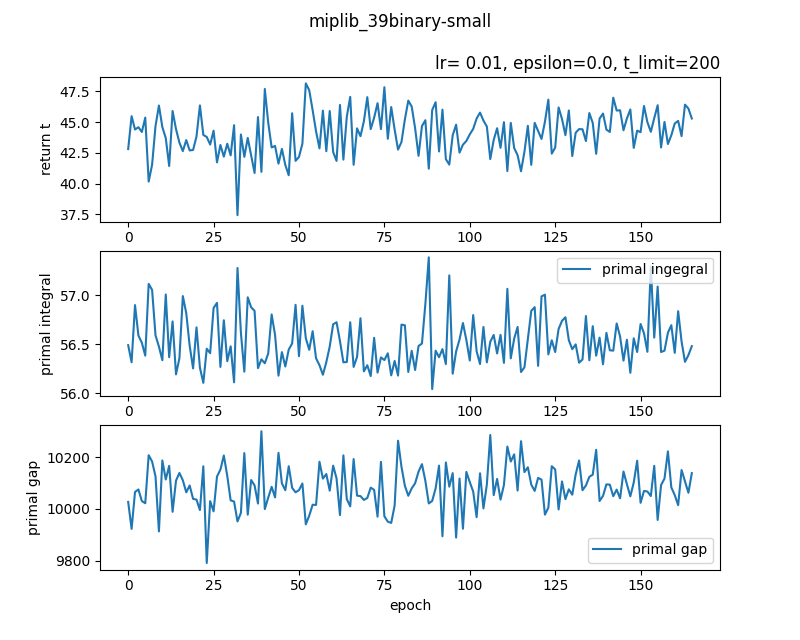 miplib_39binary-small
lr= 0.01, epsilon=0.0, t_limit=200
return t
47.5
45.0
42.5
40.0
37.5
0 25 50 75 100 125 150
primal integral
57.0
56.5
56.0
primal ingegral
0 25 50 75 100 125 150
primal gap
10200
10000
9800
primal gap
0 25 50 75 100 125 150
epoch